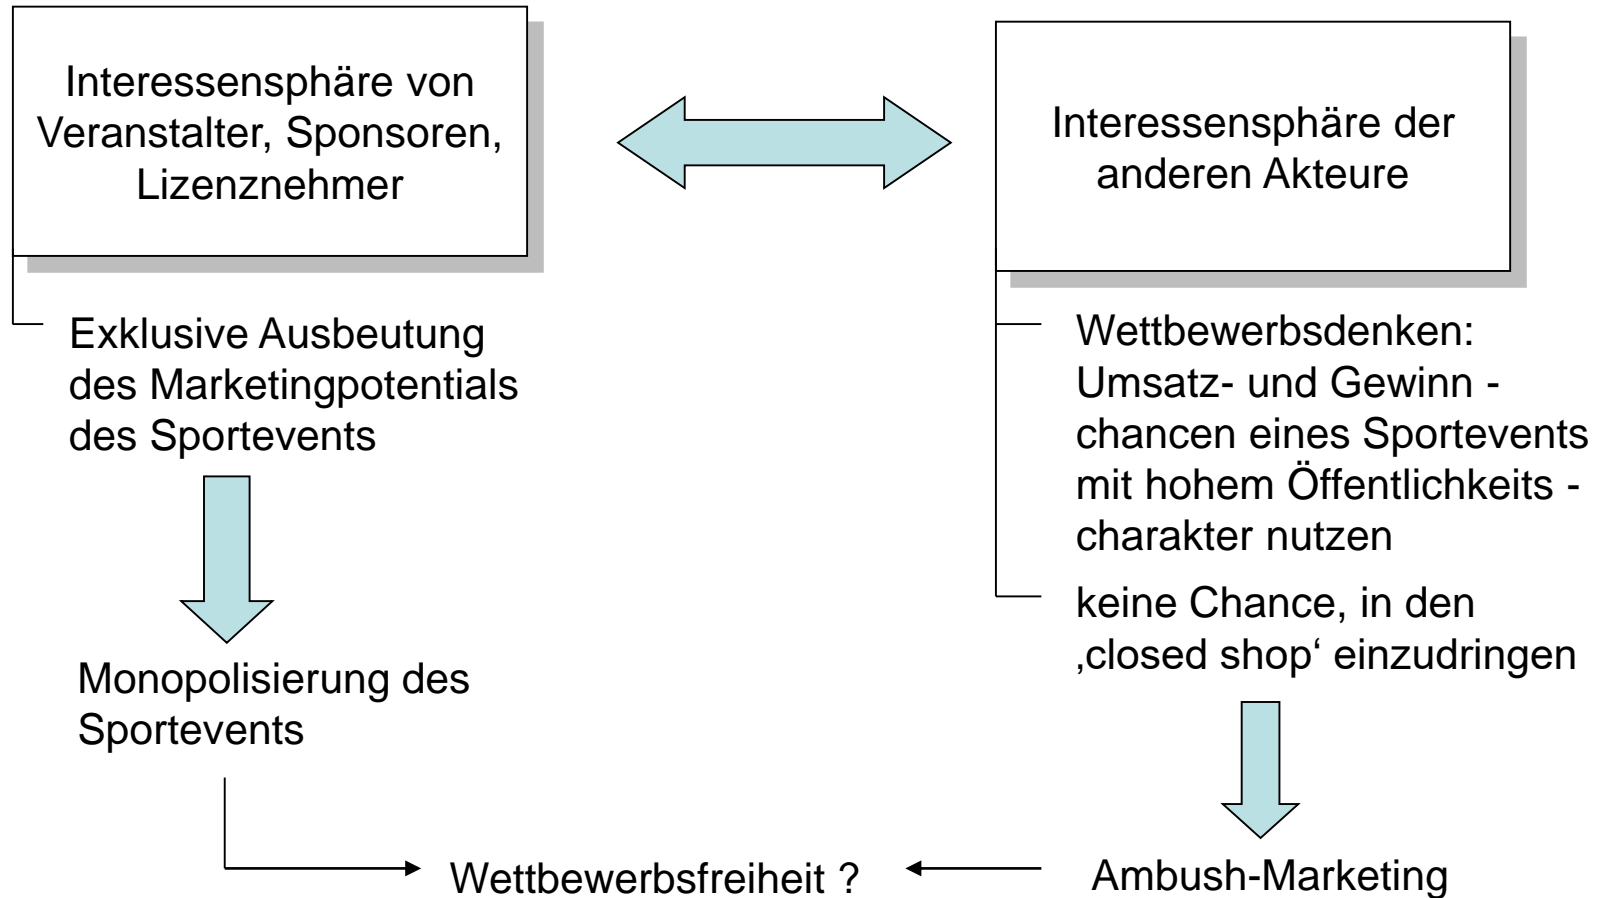 Interessensphäre von
Veranstalter, Sponsoren,
Lizenznehmer
Interessensphäre der
anderen Akteure
Exklusive Ausbeutung
des Marketingpotentials
des Sportevents
Monopolisierung des
Sportevents
Wettbewerbsdenken:
Umsatz- und Gewinn -
chancen eines Sportevents
mit hohem Öffentlichkeits -
charakter nutzen
keine Chance, in den
‚closed shop‘ einzudringen
Wettbewerbsfreiheit ?
Ambush-Marketing